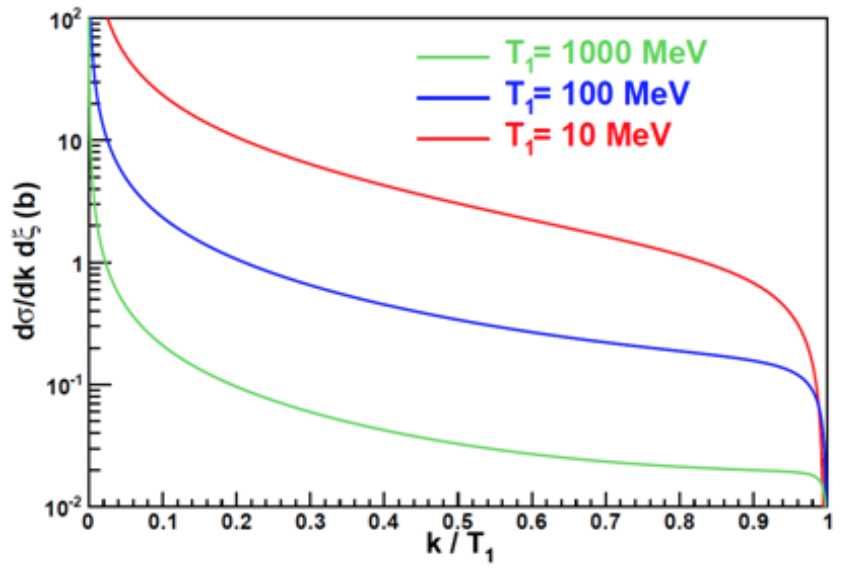 10²
10
1
10⁻¹
10⁻²
dσ/dk dξ (b)
T₁= 1000 MeV
T₁= 100 MeV
T₁= 10 MeV
0 0.1 0.2 0.3 0.4 0.5 0.6 0.7 0.8 0.9 1
k / T₁